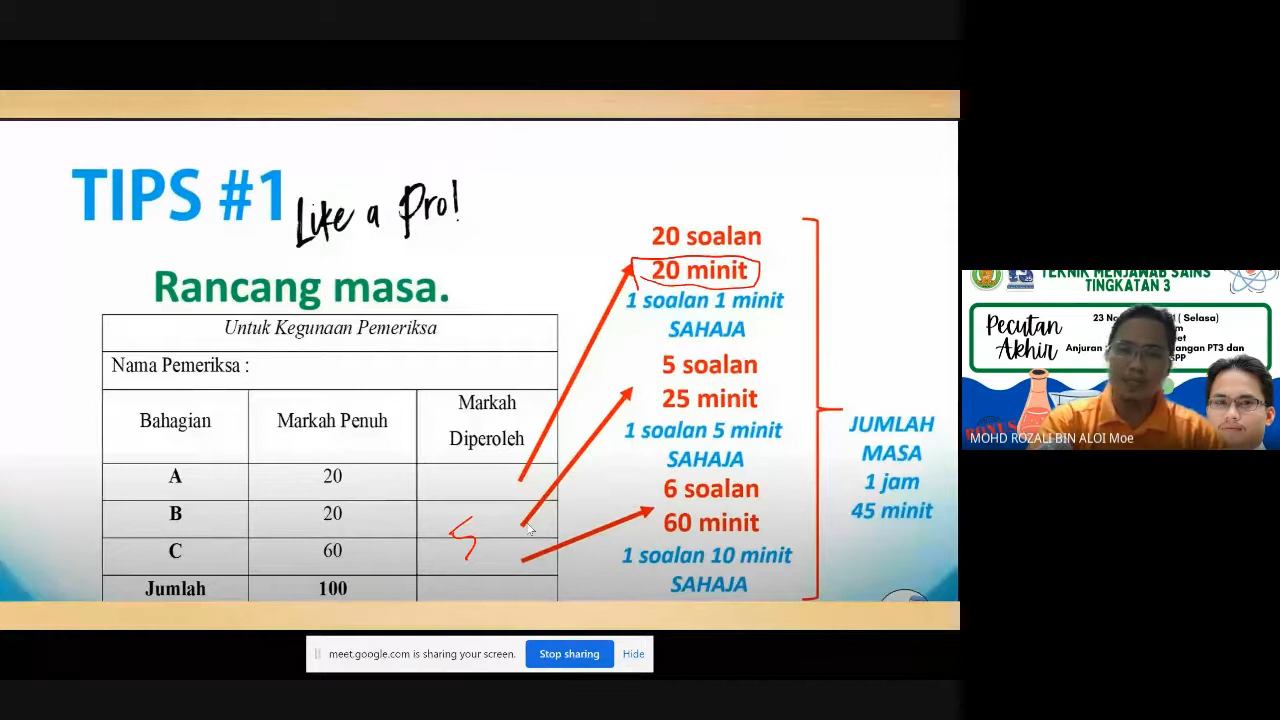 TIPS #1
Like a Pro!
Rancang masa.
Untuk Kegunaan Pemeriksa
Nama Pemeriksa :
Bahagian Markah Penuh Markah Diperoleh
A 20
B 20
C 60
Jumlah 100
5
20 soalan
20 minit
1 soalan 1 minit
SAHAJA
5 soalan
25 minit
1 soalan 5 minit
SAHAJA
6 soalan
60 minit
1 soalan 10 minit
SAHAJA
JUMLAH
MASA
1 jam
45 minit
TEKNIK MENJAWAB SAINS
TINGKATAN 3
Pecutan
Akhir
23
( Selasa)
Anjuran
angan PT3 dan
MOHD ROZALI BIN ALOI Moe
meet.google.com is sharing your screen.
Stop sharing
Hide